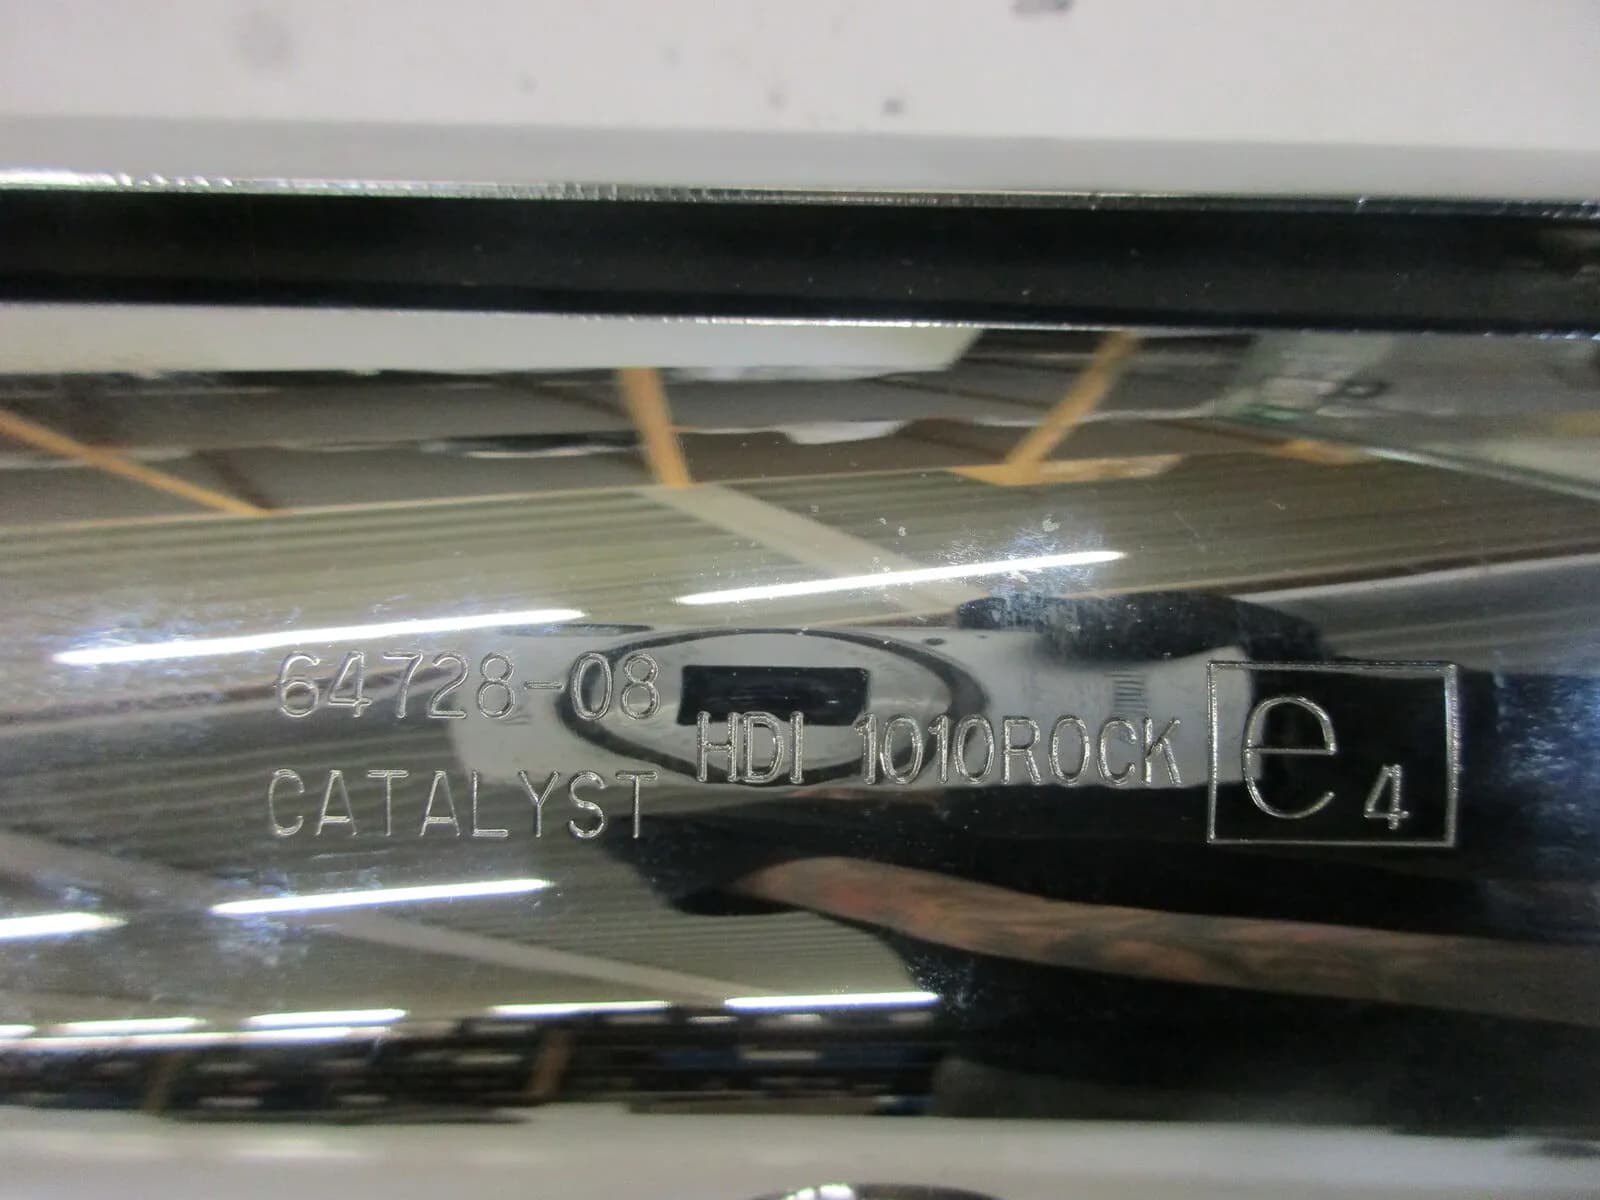 64728-08
CATALYST
HDI 1010ROCK
e4